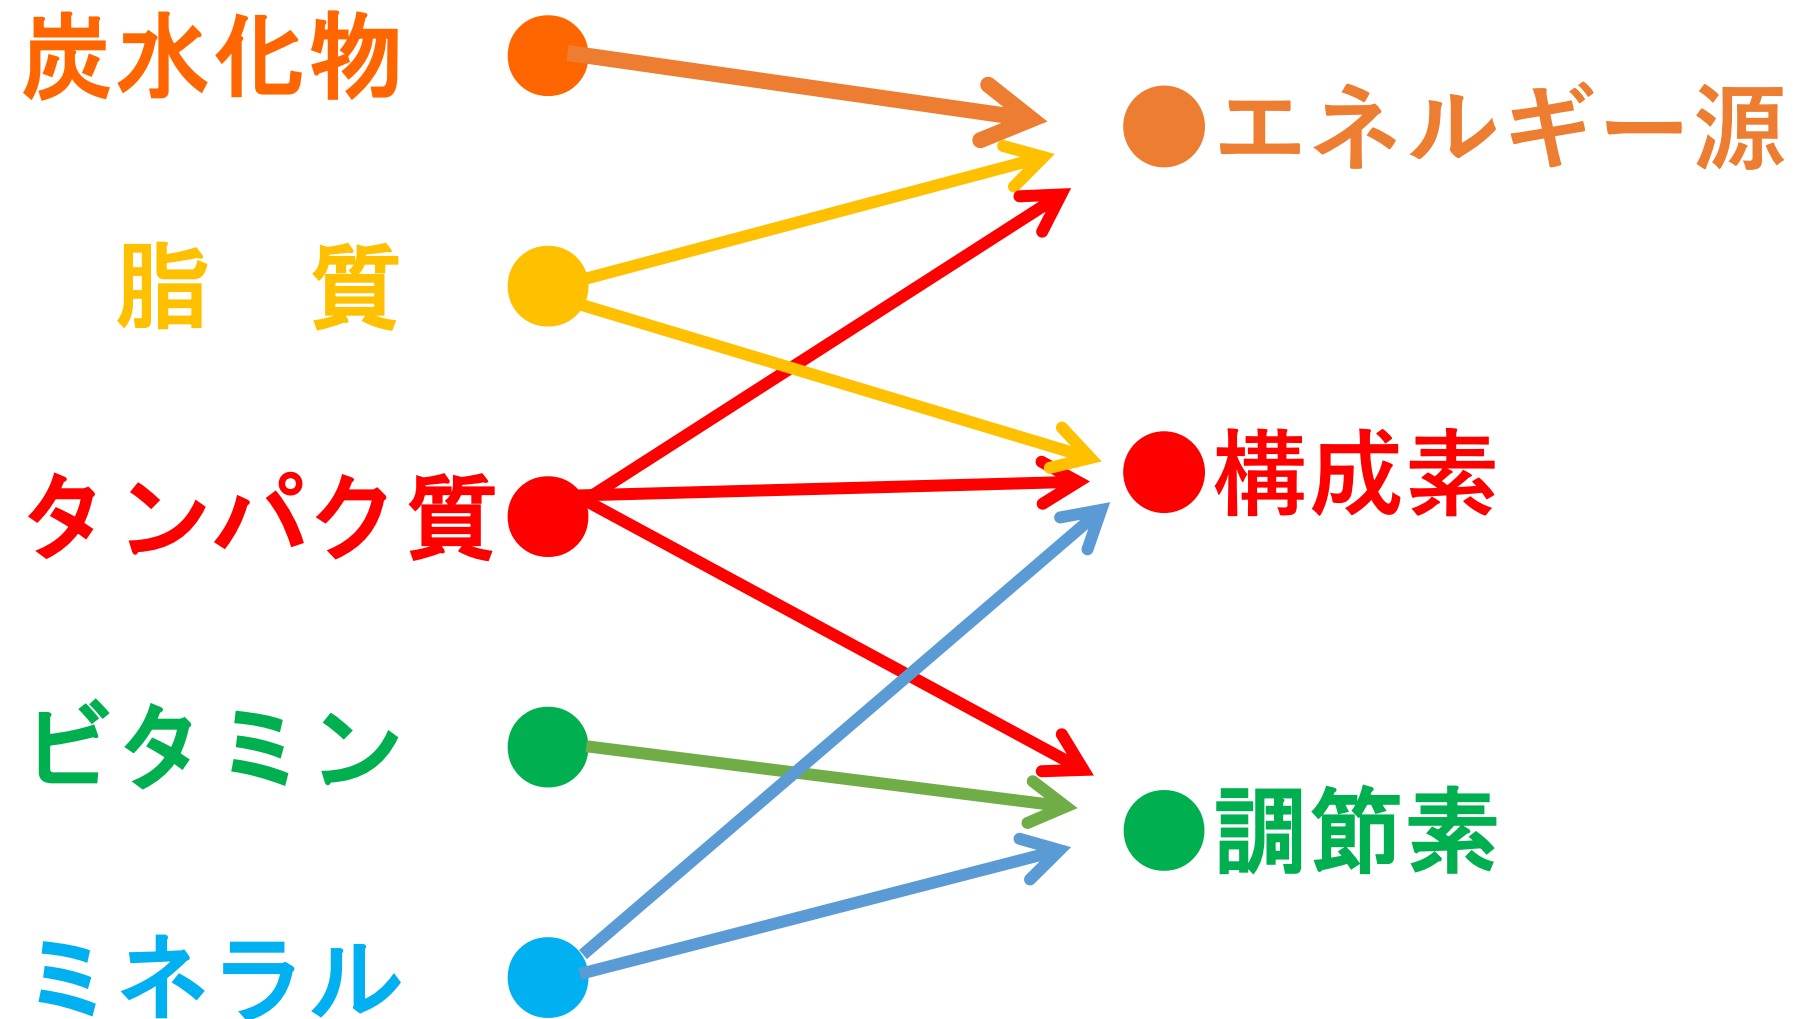 炭水化物
エネルギー源
脂　質
構成素
タンパク質
ビタミン
調節素
ミネラル